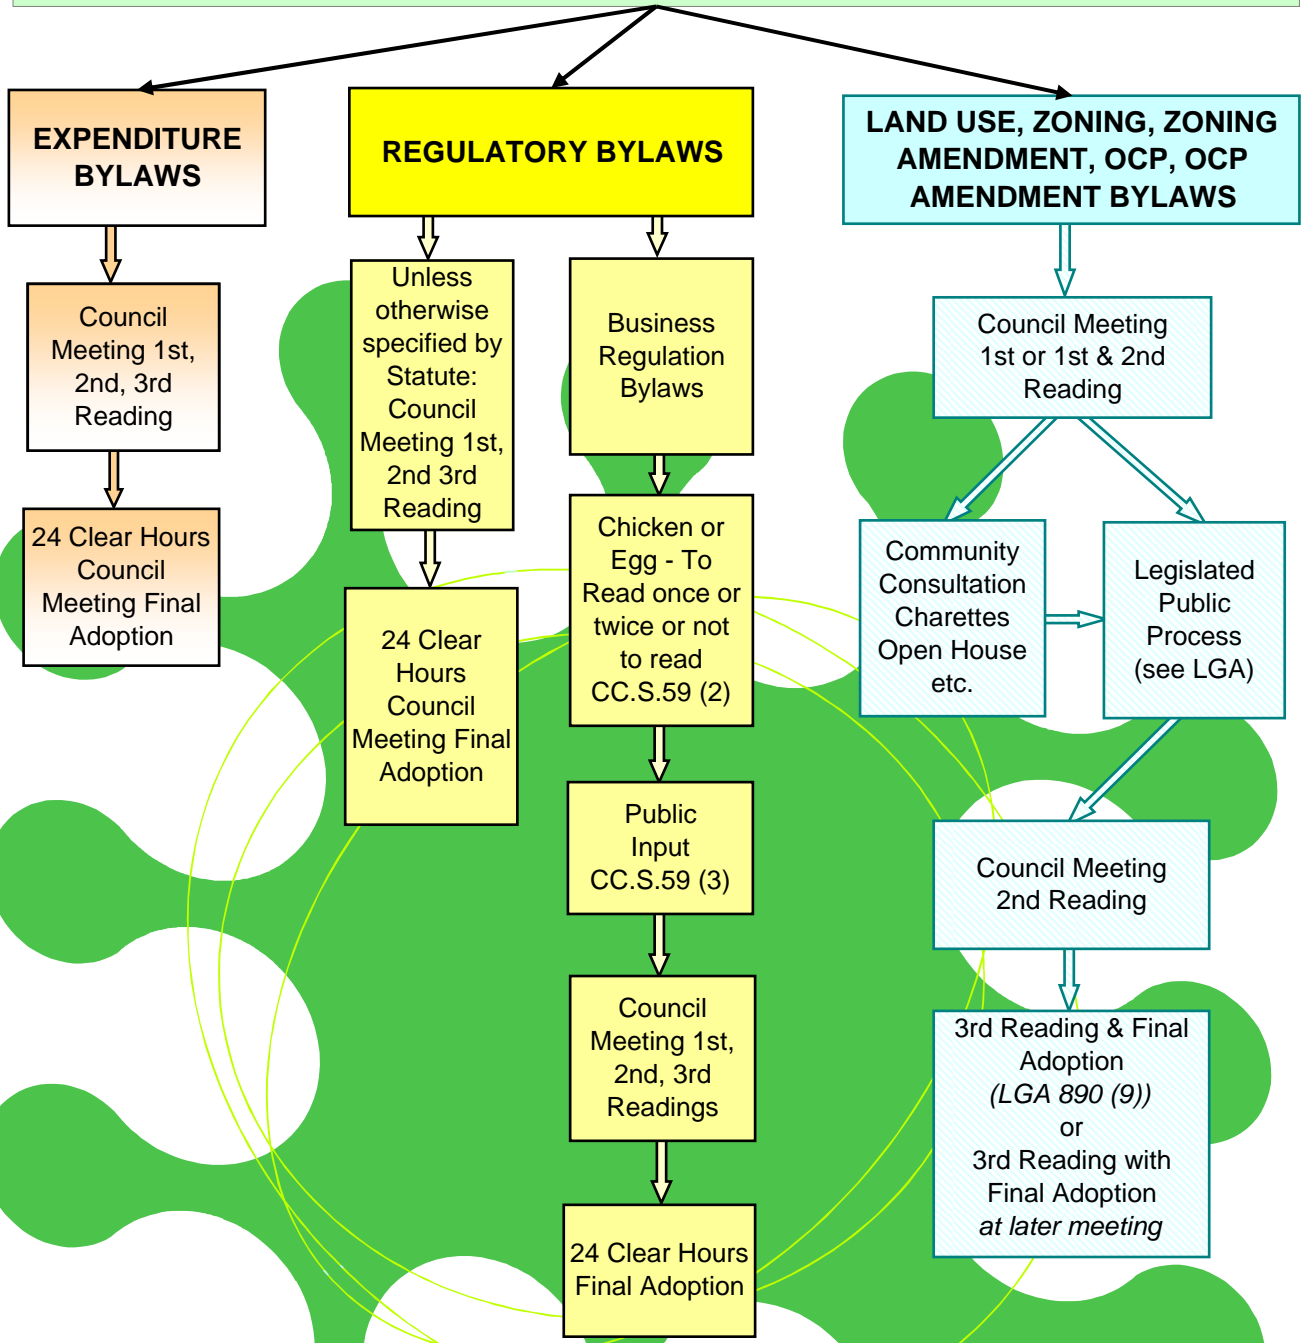 EXPENDITURE
BYLAWS
Council
Meeting 1st,
2nd, 3rd
Reading
24 Clear Hours
Council
Meeting Final
Adoption
REGULATORY BYLAWS
Unless
otherwise
specified by
Statute:
Council
Meeting 1st,
2nd 3rd
Reading
24 Clear
Hours
Council
Meeting Final
Adoption
Business
Regulation
Bylaws
Chicken or
Egg - To
Read once or
twice or not
to read
CC.S.59 (2)
Public
Input
CC.S.59 (3)
Council
Meeting 1st,
2nd, 3rd
Readings
24 Clear Hours
Final Adoption
LAND USE, ZONING, ZONING
AMENDMENT, OCP, OCP
AMENDMENT BYLAWS
Council Meeting
1st or 1st & 2nd
Reading
Community
Consultation
Charettes
Open House
etc.
Legislated
Public
Process
(see LGA)
Council Meeting
2nd Reading
3rd Reading & Final
Adoption
(LGA 890 (9))
or
3rd Reading with
Final Adoption
at later meeting